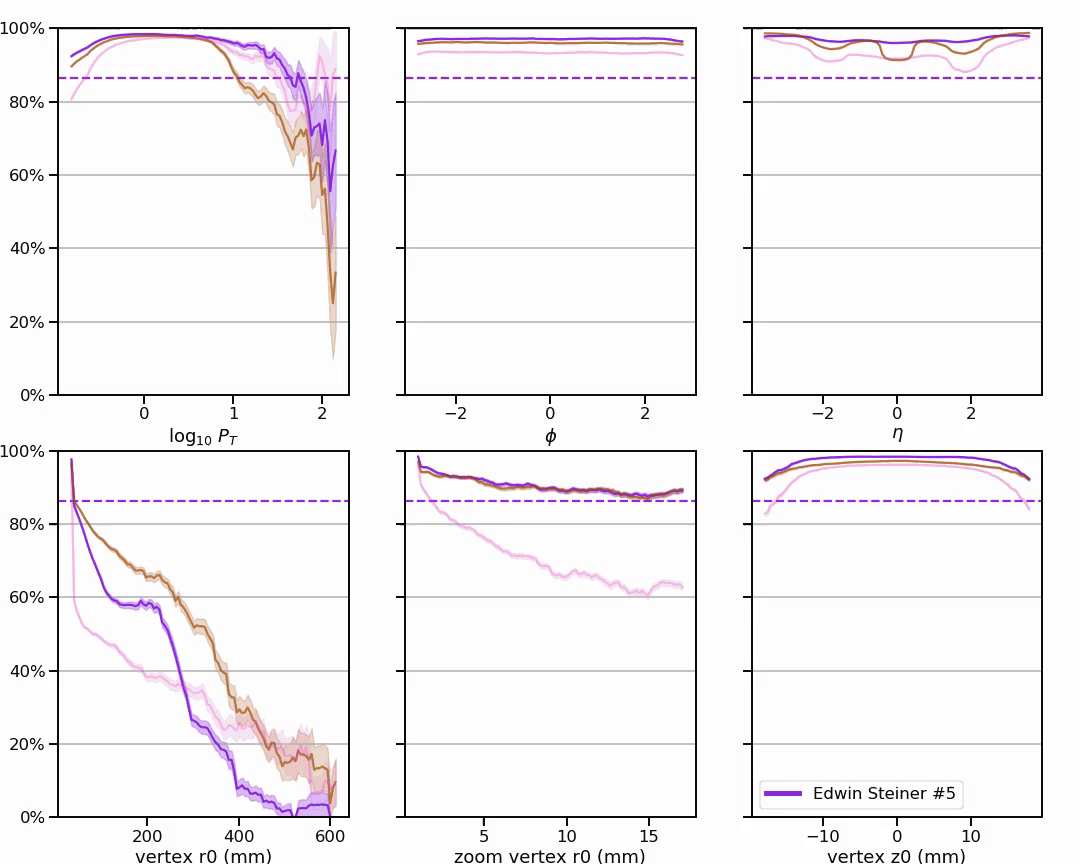 100%
80%
60%
40%
20%
0%
0 1 2
−2 0 2
−2 0 2
log₁₀ P_T
ϕ
η
100%
80%
60%
40%
20%
0%
Edwin Steiner #5
200 400 600
5 10 15
−10 0 10
vertex r0 (mm)
zoom vertex r0 (mm)
vertex z0 (mm)